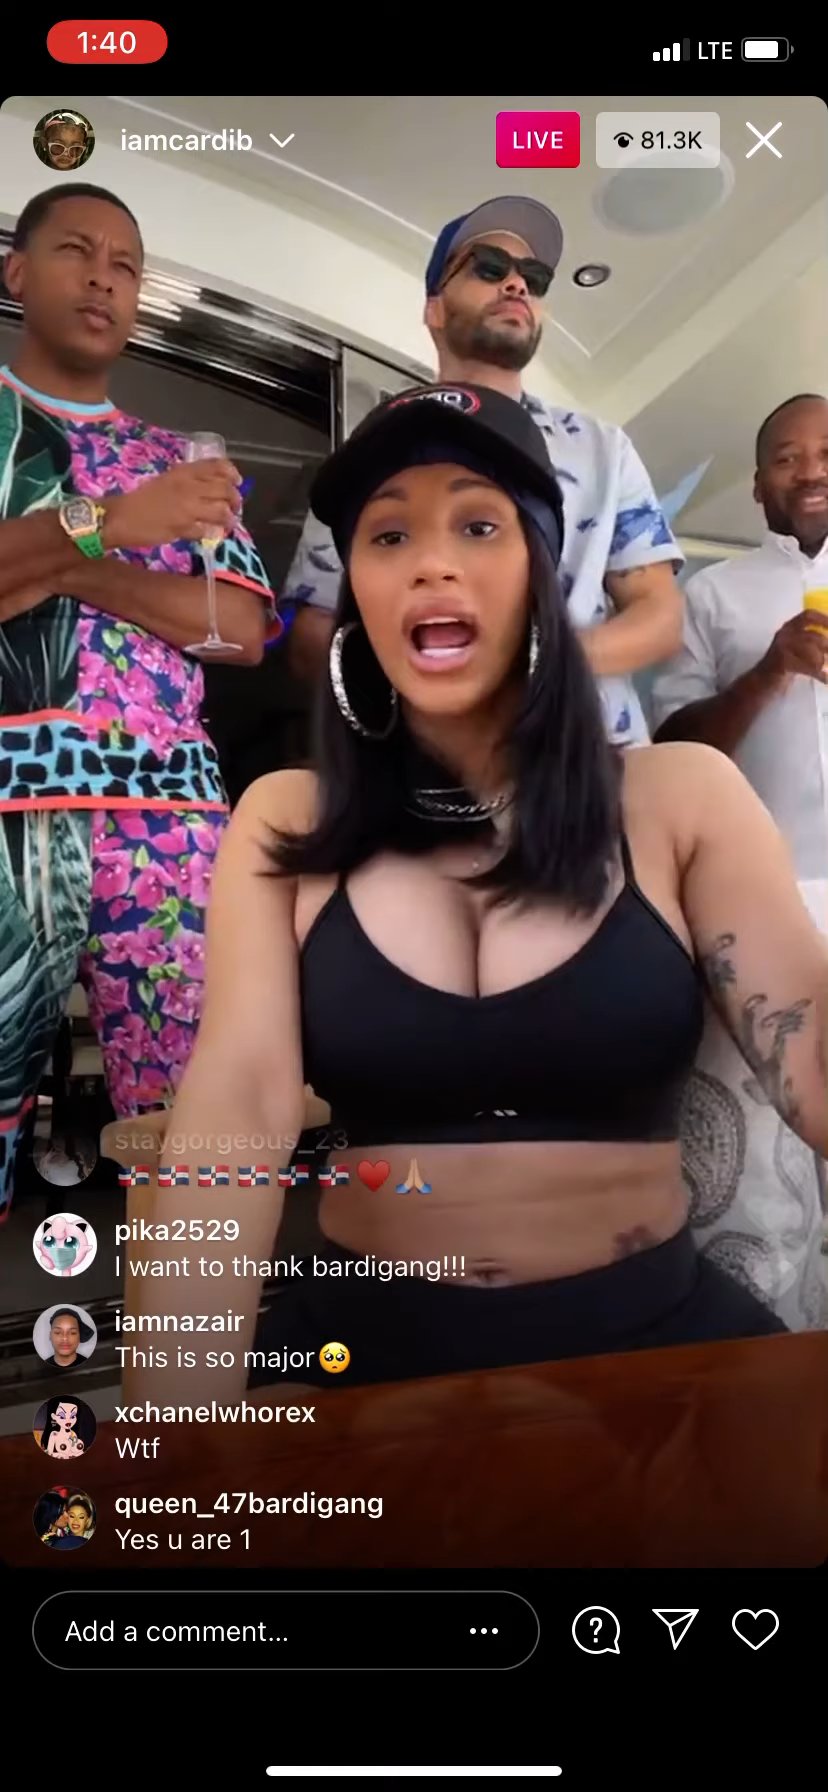 1:40
LTE
iamcardib
LIVE
81.3K
staygorgeous_23
🇩🇴🇩🇴🇩🇴🇩🇴🇩🇴🇩🇴❤️🙏🏽
pika2529
I want to thank bardigang!!!
iamnazair
This is so major🥺
xchanelwhorex
Wtf
queen_47bardigang
Yes u are 1
Add a comment...